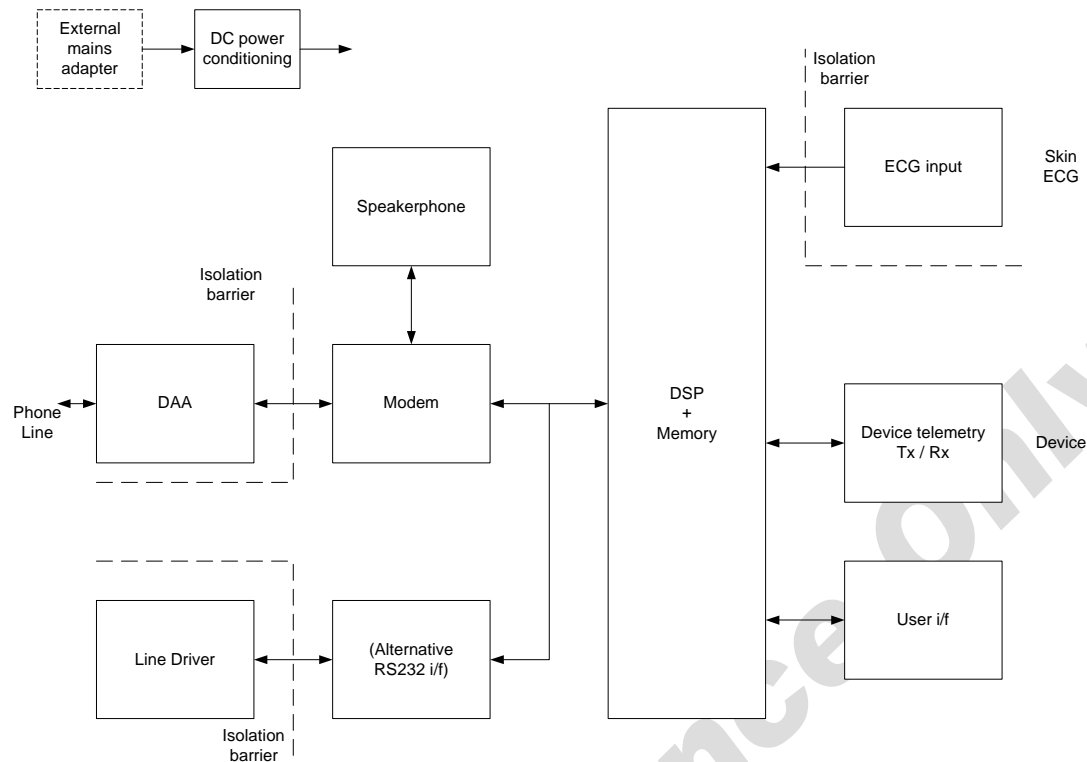 External
mains
adapter
DC power
conditioning
Isolation
barrier
ECG input
Skin
ECG
Speakerphone
Isolation
barrier
Phone
Line
DAA
Modem
DSP
+
Memory
Device telemetry
Tx / Rx
Device
Line Driver
(Alternative
RS232 i/f)
User i/f
Isolation
barrier